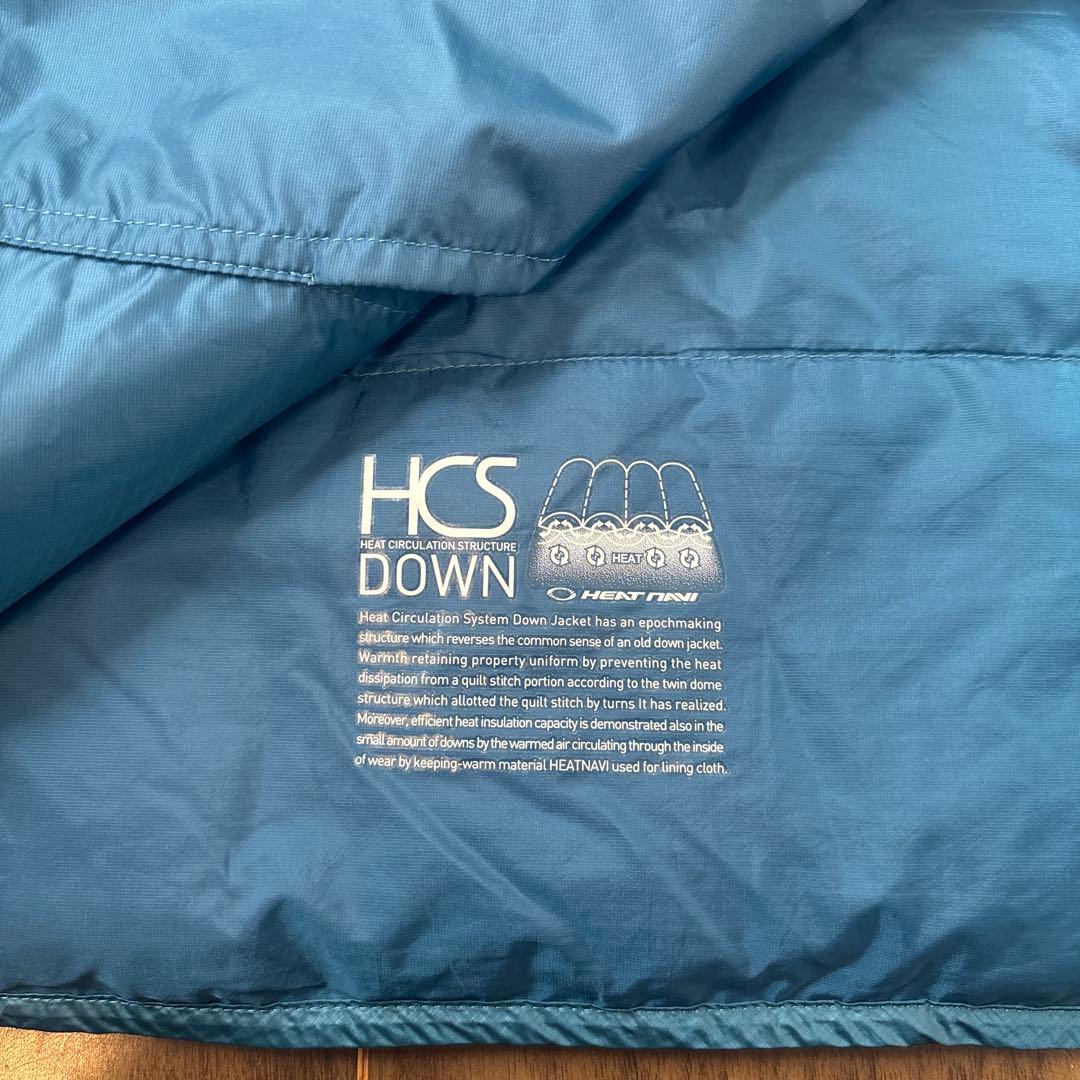 HCS
HEAT CIRCULATION STRUCTURE
DOWN
HEAT
HEAT NAVI
Heat Circulation System Down Jacket has an epochmaking
structure which reverses the common sense of an old down jacket.
Warmth retaining property uniform by preventing the heat
dissipation from a quilt stitch portion according to the twin dome
structure which allotted the quilt stitch by turns It has realized.
Moreover, efficient heat insulation capacity is demonstrated also in the
small amount of downs by the warmed air circulating through the inside
of wear by keeping-warm material HEATNAVI used for lining cloth.